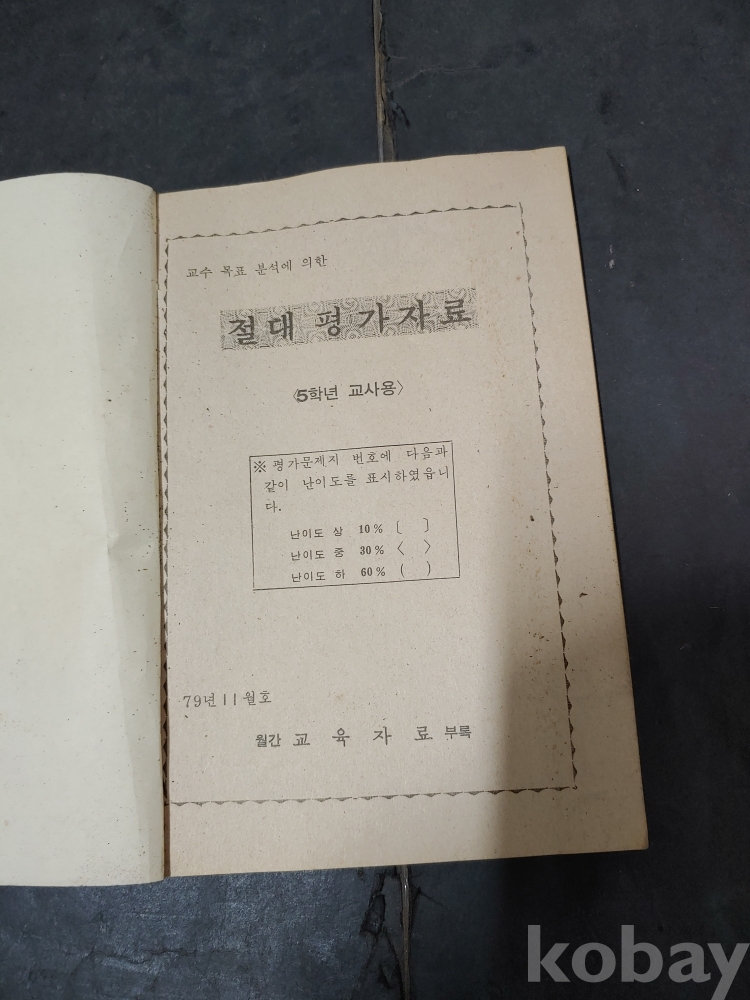 교수 목표 분석에 의한
절대 평가자료
〈5학년 교사용〉
※ 평가문제지 번호에 다음과
같이 난이도를 표시하였읍니
다.
난이도 상 10% 〔 〕
난이도 중 30% 〈 〉
난이도 하 60% ( )
79년 11월호
월간 교육자료 부록
kobay